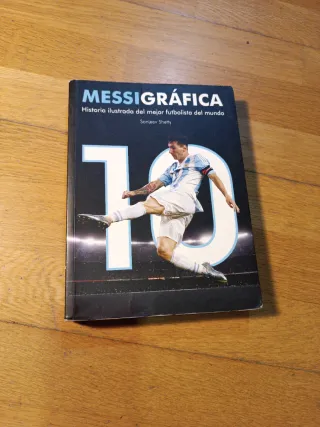 MESSIGRÁFICA
Historia ilustrada del mejor futbolista del mundo
Sanjeev Shetty
10